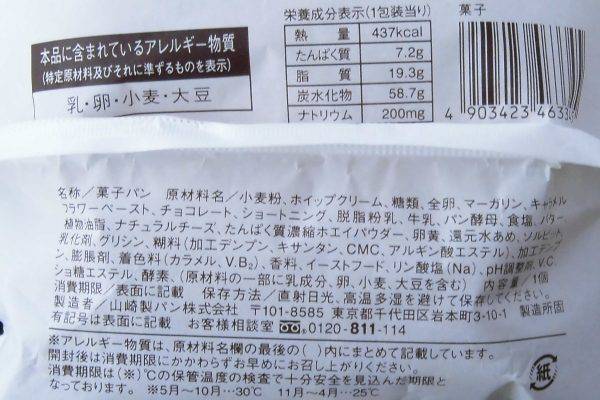 本品に含まれているアレルギー物質
(特定原材料及びそれに準ずるものを表示)
乳・卵・小麦・大豆
栄養成分表示(1包装当り)
熱量 437kcal
たんぱく質 7.2g
脂質 19.3g
炭水化物 58.7g
ナトリウム 200mg
菓子
4 903423 4633
名称/菓子パン 原材料名/小麦粉、ホイップクリーム、糖類、全卵、マーガリン、キャラメル
フラワーペースト、チョコレート、ショートニング、脱脂粉乳、牛乳、パン酵母、食塩、バター
植物油脂、ナチュラルチーズ、たんぱく質濃縮ホエイパウダー、卵黄、還元水あめ、ソルビット、
乳化剤、グリシン、糊料(加工デンプン、キサンタン、CMC、アルギン酸エステル)、加工デンプ
ン、膨脹剤、着色料(カラメル、V.B₂)、香料、イーストフード、リン酸塩(Na)、pH調整剤、V.C、
ショ糖エステル、酵素、(原材料の一部に乳成分、卵、小麦、大豆を含む) 内容量/1個
消費期限/表面に記載 保存方法/直射日光、高温多湿を避けて保存してください。
製造者/山崎製パン株式会社 〒101-8585 東京都千代田区岩本町3-10-1 製造所固
有記号は表面に記載 お客様相談室 0120-811-114
※アレルギー物質は、原材料名欄の最後の( )内にまとめて記載しています。
開封後は消費期限にかかわらずお早めにお召し上がりください。
消費期限は(※)℃の保管温度の検査で十分安全を見込んだ期限と
なっております。 ※5月〜10月…30℃ 11月〜4月…25℃
紙